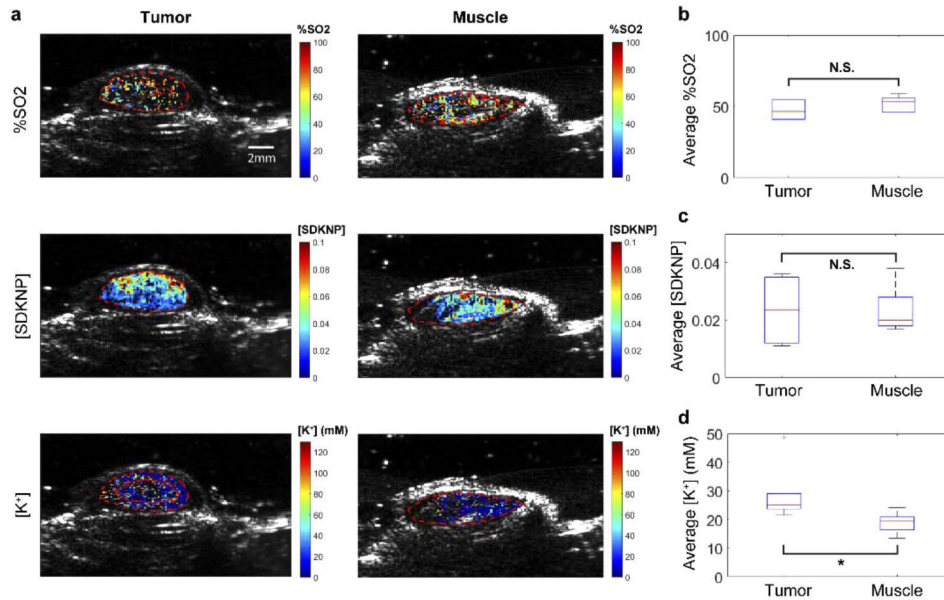 a
Tumor
Muscle
%SO2
%SO2
%SO2
100
80
60
40
20
0
2mm
100
80
60
40
20
0
[SDKNP]
[SDKNP]
[SDKNP]
0.1
0.08
0.06
0.04
0.02
0
0.1
0.08
0.06
0.04
0.02
0
[K⁺]
[K⁺] (mM)
[K⁺] (mM)
120
100
80
60
40
20
0
120
100
80
60
40
20
0
b
Average %SO2
100
50
0
N.S.
Tumor
Muscle
c
Average [SDKNP]
0.04
0.02
0
N.S.
Tumor
Muscle
d
Average [K⁺] (mM)
50
40
30
20
10
0
*
Tumor
Muscle